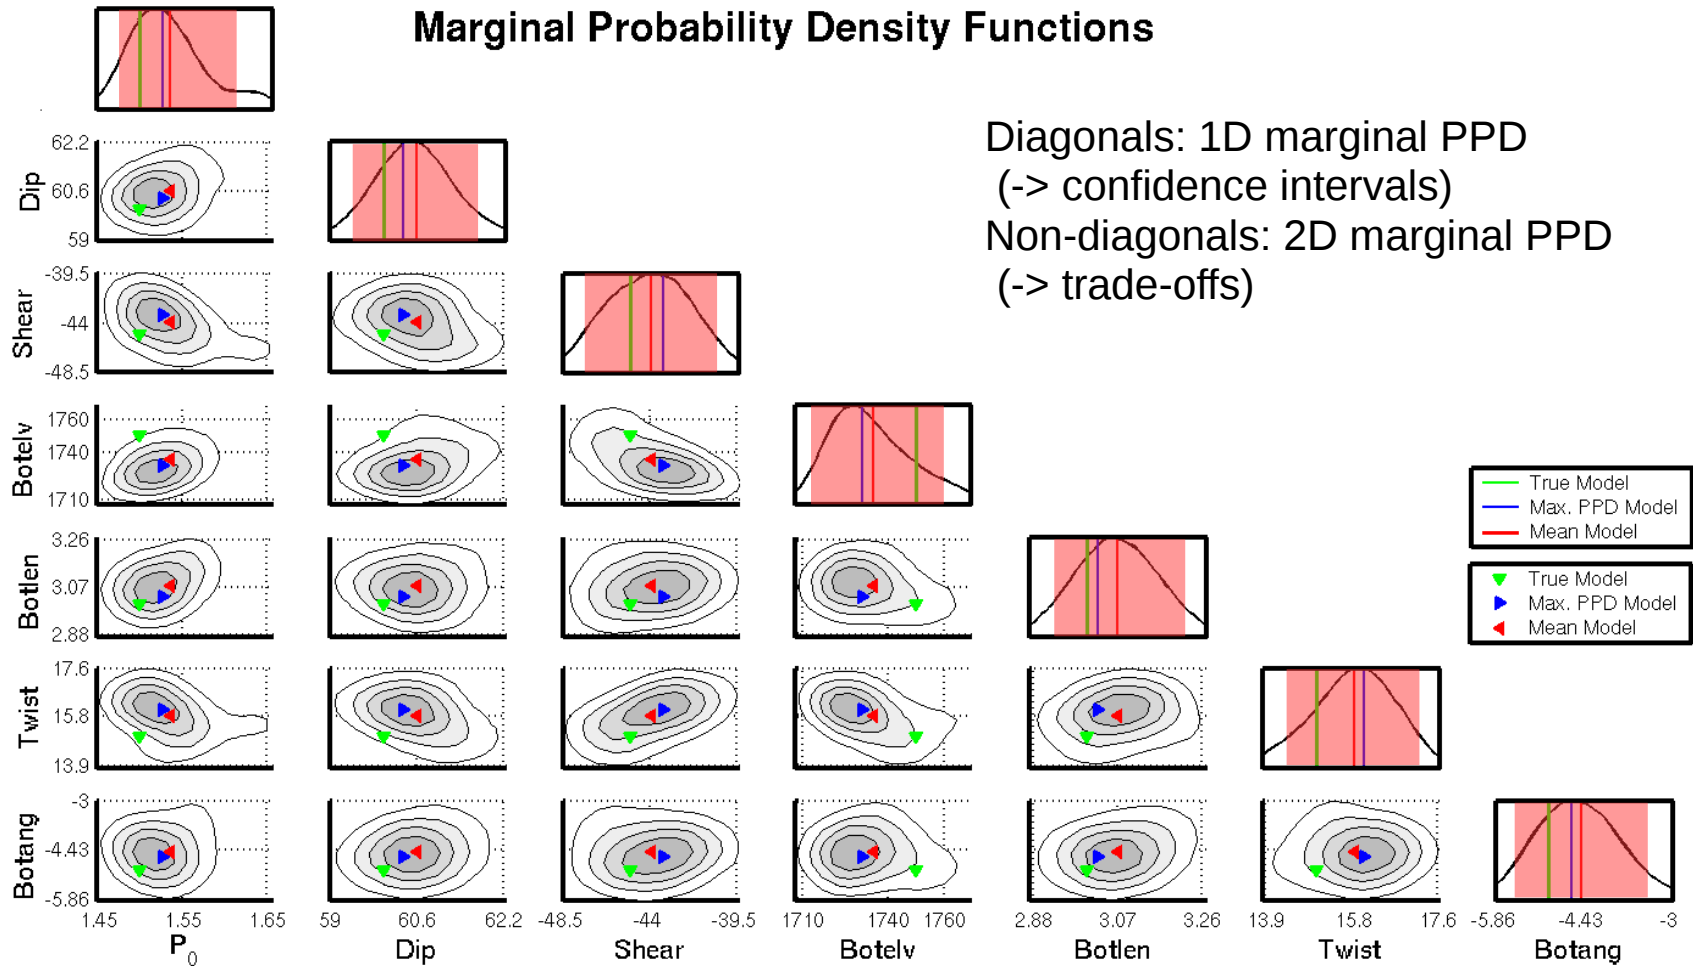 Marginal Probability Density Functions
Diagonals: 1D marginal PPD
(-> confidence intervals)
Non-diagonals: 2D marginal PPD
(-> trade-offs)
62.2
60.6
59
Dip
-39.5
-44
-48.5
Shear
1760
1740
1710
Botelv
True Model
Max. PPD Model
Mean Model
3.26
3.07
2.88
Botlen
True Model
Max. PPD Model
Mean Model
17.6
15.8
13.9
Twist
-3
-4.43
-5.86
Botang
1.45 1.55 1.65 59 60.6 62.2 -48.5 -44 -39.5 1710 1740 1760 2.88 3.07 3.26 13.9 15.8 17.6 -5.86 -4.43 -3
P0 Dip Shear Botelv Botlen Twist Botang